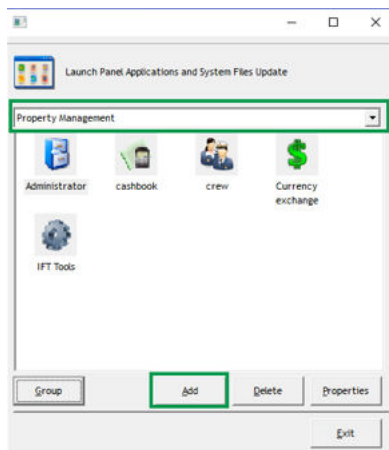 Launch Panel Applications and System Files Update
Property Management
Administrator cashbook crew Currency
exchange
IFT Tools
Group Add Delete Properties
Exit